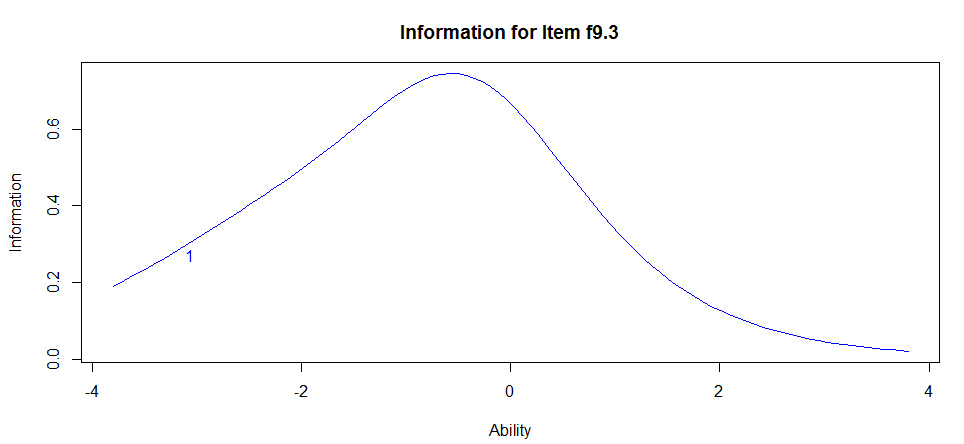 Information for Item f9.3
Information
0.6
0.4
0.2
0.0
1
-4 -2 0 2 4
Ability